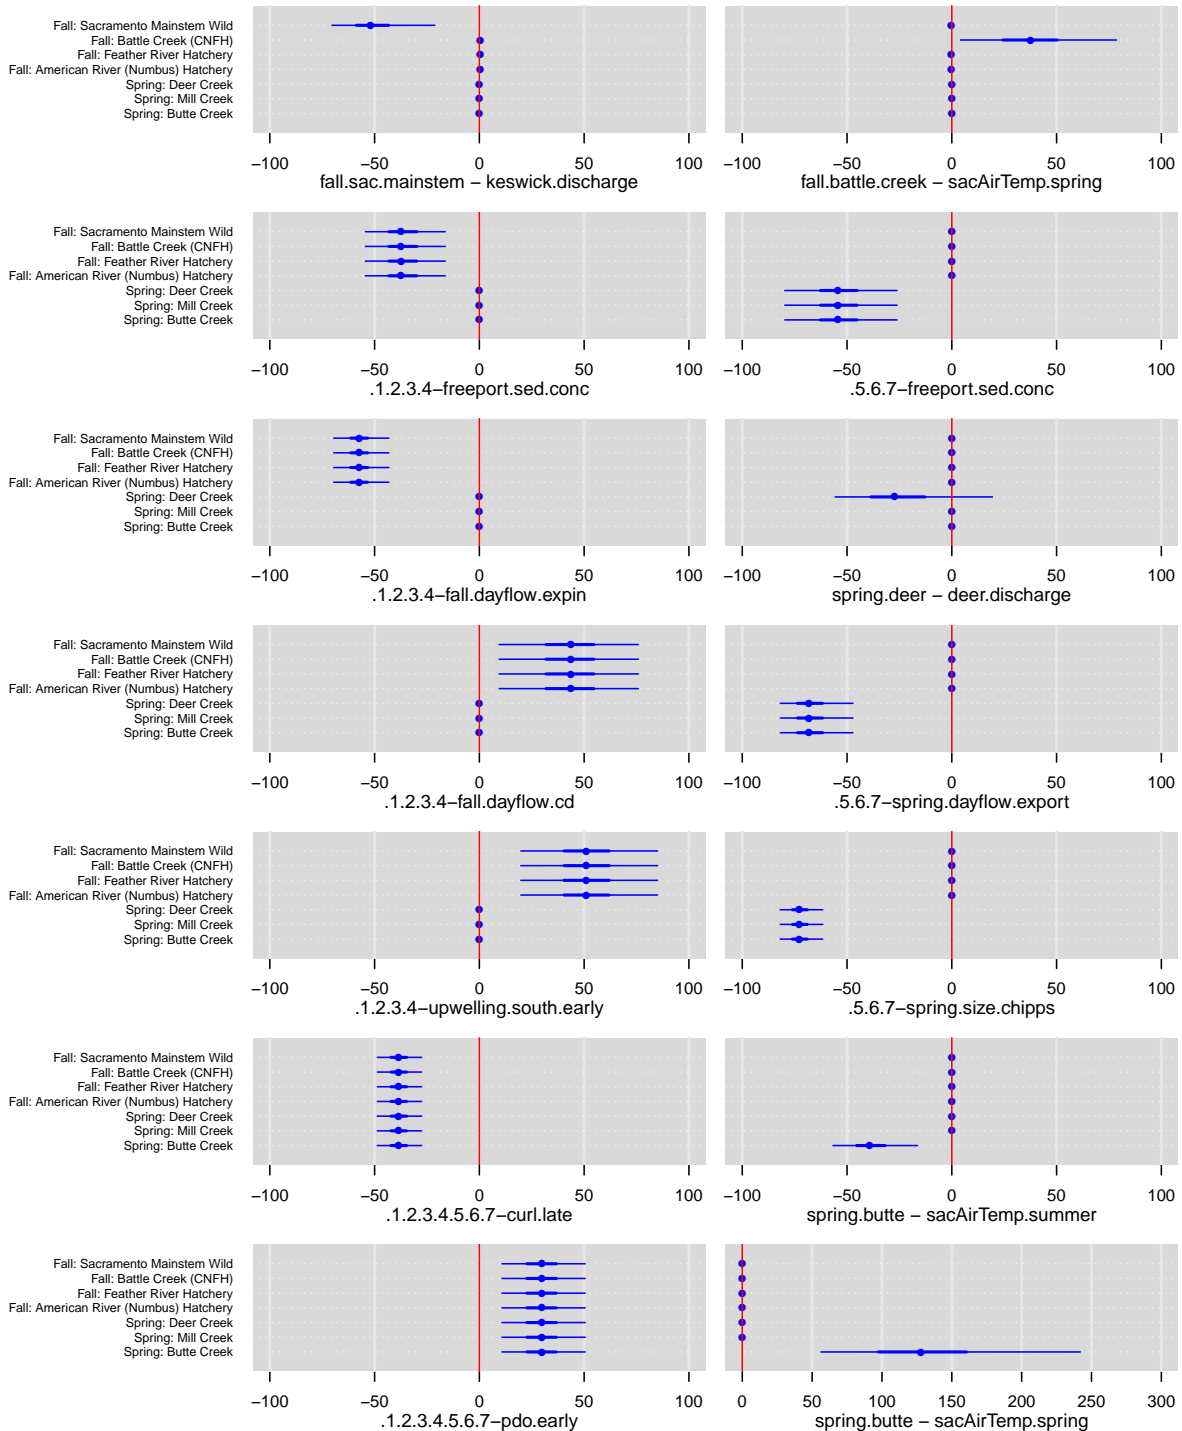 Fall: Sacramento Mainstem Wild
Fall: Battle Creek (CNFH)
Fall: Feather River Hatchery
Fall: American River (Numbus) Hatchery
Spring: Deer Creek
Spring: Mill Creek
Spring: Butte Creek
−100 −50 0 50 100
fall.sac.mainstem − keswick.discharge
−100 −50 0 50 100
fall.battle.creek − sacAirTemp.spring
Fall: Sacramento Mainstem Wild
Fall: Battle Creek (CNFH)
Fall: Feather River Hatchery
Fall: American River (Numbus) Hatchery
Spring: Deer Creek
Spring: Mill Creek
Spring: Butte Creek
−100 −50 0 50 100
.1.2.3.4−freeport.sed.conc
−100 −50 0 50 100
.5.6.7−freeport.sed.conc
Fall: Sacramento Mainstem Wild
Fall: Battle Creek (CNFH)
Fall: Feather River Hatchery
Fall: American River (Numbus) Hatchery
Spring: Deer Creek
Spring: Mill Creek
Spring: Butte Creek
−100 −50 0 50 100
.1.2.3.4−fall.dayflow.expin
−100 −50 0 50 100
spring.deer − deer.discharge
Fall: Sacramento Mainstem Wild
Fall: Battle Creek (CNFH)
Fall: Feather River Hatchery
Fall: American River (Numbus) Hatchery
Spring: Deer Creek
Spring: Mill Creek
Spring: Butte Creek
−100 −50 0 50 100
.1.2.3.4−fall.dayflow.cd
−100 −50 0 50 100
.5.6.7−spring.dayflow.export
Fall: Sacramento Mainstem Wild
Fall: Battle Creek (CNFH)
Fall: Feather River Hatchery
Fall: American River (Numbus) Hatchery
Spring: Deer Creek
Spring: Mill Creek
Spring: Butte Creek
−100 −50 0 50 100
.1.2.3.4−upwelling.south.early
−100 −50 0 50 100
.5.6.7−spring.size.chipps
Fall: Sacramento Mainstem Wild
Fall: Battle Creek (CNFH)
Fall: Feather River Hatchery
Fall: American River (Numbus) Hatchery
Spring: Deer Creek
Spring: Mill Creek
Spring: Butte Creek
−100 −50 0 50 100
.1.2.3.4.5.6.7−curl.late
−100 −50 0 50 100
spring.butte − sacAirTemp.summer
Fall: Sacramento Mainstem Wild
Fall: Battle Creek (CNFH)
Fall: Feather River Hatchery
Fall: American River (Numbus) Hatchery
Spring: Deer Creek
Spring: Mill Creek
Spring: Butte Creek
−100 −50 0 50 100
.1.2.3.4.5.6.7−pdo.early
0 50 100 150 200 250 300
spring.butte − sacAirTemp.spring